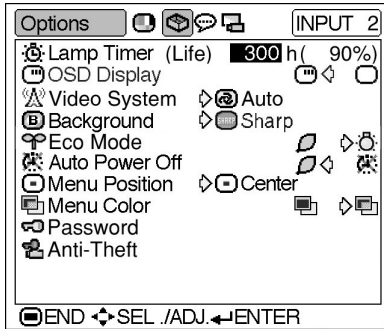 Options INPUT 2
Lamp Timer (Life) 300 h( 90%)
OSD Display
Video System Auto
B Background SHARP Sharp
Eco Mode
Auto Power Off
Menu Position Center
Menu Color
Password
Anti-Theft
END SEL ./ADJ. ENTER